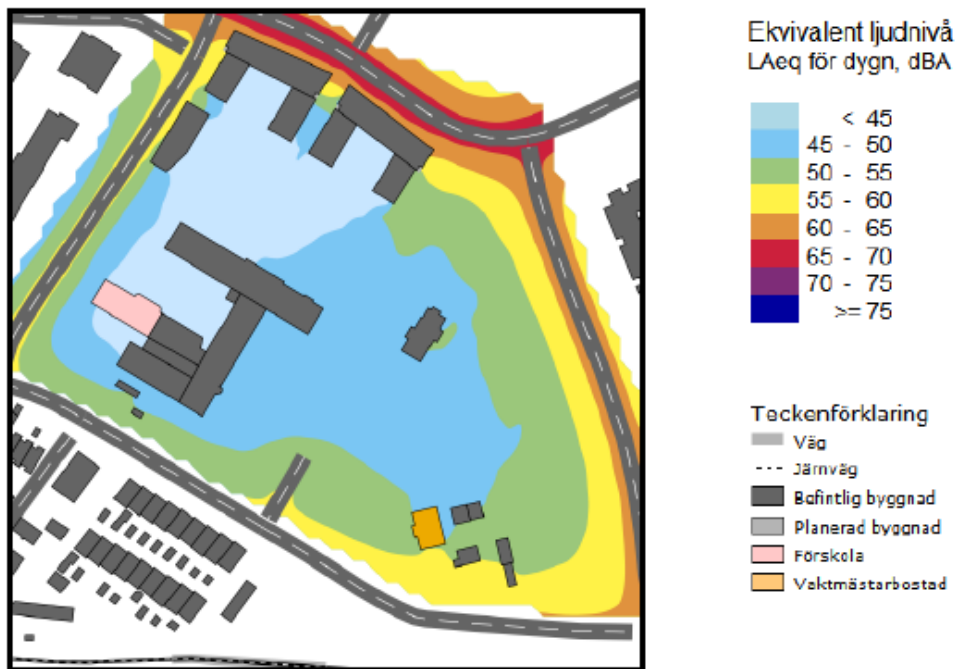 Ekvivalent ljudnivå
LAeq för dygn, dBA
< 45
45 - 50
50 - 55
55 - 60
60 - 65
65 - 70
70 - 75
>= 75
Teckenförklaring
Väg
Järnväg
Befintlig byggnad
Planerad byggnad
Förskola
Vaktmästarbostad